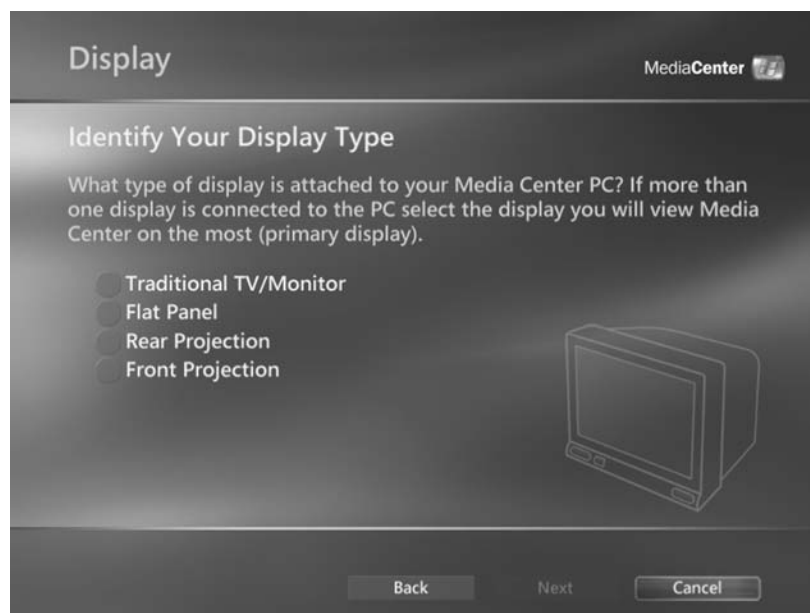 Display
MediaCenter
Identify Your Display Type
What type of display is attached to your Media Center PC? If more than
one display is connected to the PC select the display you will view Media
Center on the most (primary display).
Traditional TV/Monitor
Flat Panel
Rear Projection
Front Projection
Back Next Cancel